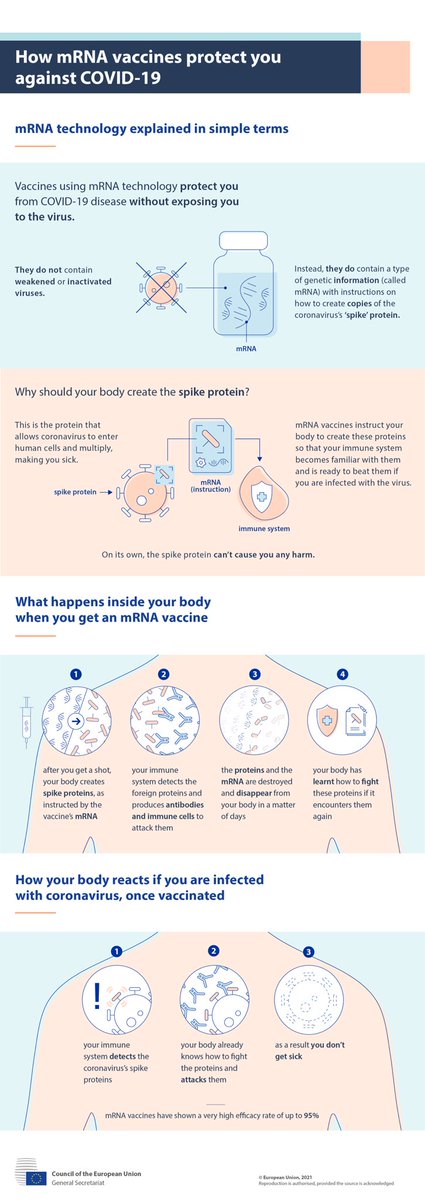 How mRNA vaccines protect you
against COVID-19
mRNA technology explained in simple terms
Vaccines using mRNA technology protect you
from COVID-19 disease without exposing you
to the virus.
They do not contain
weakened or inactivated
viruses.
mRNA
Instead, they do contain a type
of genetic information (called
mRNA) with instructions on
how to create copies of the
coronavirus's 'spike' protein.
Why should your body create the spike protein?
This is the protein that
allows coronavirus to enter
human cells and multiply,
making you sick.
spike protein
mRNA
(instruction)
immune system
mRNA vaccines instruct your
body to create these proteins
so that your immune system
becomes familiar with them
and is ready to beat them if
you are infected with the virus.
On its own, the spike protein can't cause you any harm.
What happens inside your body
when you get an mRNA vaccine
1
after you get a shot,
your body creates
spike proteins, as
instructed by the
vaccine's mRNA
2
your immune
system detects the
foreign proteins and
produces antibodies
and immune cells to
attack them
3
the proteins and the
mRNA are destroyed
and disappear from
your body in a matter
of days
4
your body has
learnt how to fight
these proteins if it
encounters them
again
How your body reacts if you are infected
with coronavirus, once vaccinated
1
!
your immune
system detects the
coronavirus's spike
proteins
2
your body already
knows how to fight
the proteins and
attacks them
3
as a result you don't
get sick
mRNA vaccines have shown a very high efficacy rate of up to 95%
Council of the European Union
General Secretariat
© European Union, 2021
Reproduction is authorised, provided the source is acknowledged